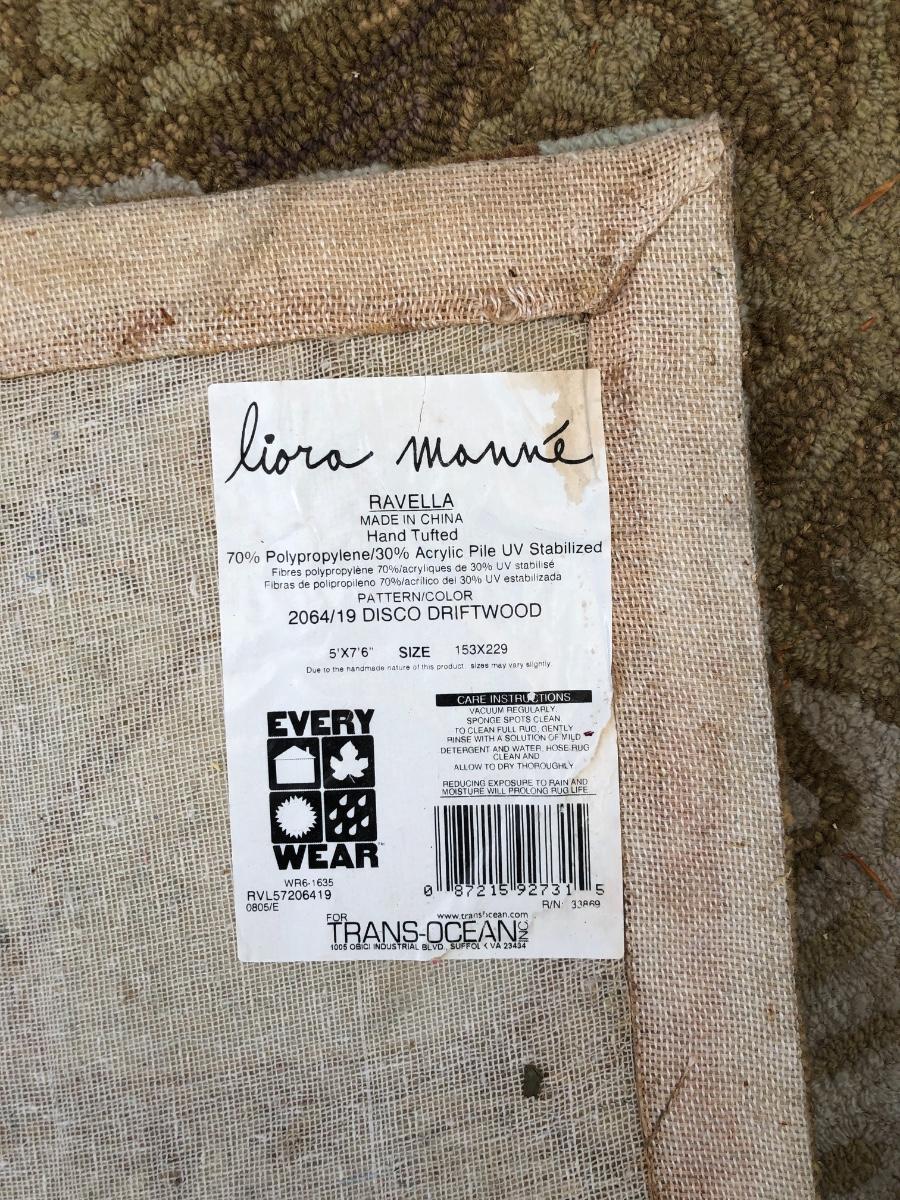 liora manné
RAVELLA
MADE IN CHINA
Hand Tufted
70% Polypropylene/30% Acrylic Pile UV Stabilized
Fibres polypropylène 70%/acryliques de 30% UV stabilisé
Fibras de polipropileno 70%/acrílico del 30% UV estabilizada
PATTERN/COLOR
2064/19 DISCO DRIFTWOOD
5'X7'6" SIZE 153X229
Due to the handmade nature of this product, sizes may vary slightly.
EVERY
WEAR™
CARE INSTRUCTIONS
VACUUM REGULARLY,
SPONGE SPOTS CLEAN
TO CLEAN FULL RUG, GENTLY
RINSE WITH A SOLUTION OF MILD
DETERGENT AND WATER, HOSE RUG
CLEAN AND
ALLOW TO DRY THOROUGHLY
REDUCING EXPOSURE TO RAIN AND
MOISTURE WILL PROLONG RUG LIFE
0 87215 92731 5
WR6-1635
RVL57206419
0805/E
R/N: 33869
www.transocean.com
FOR
TRANS-OCEAN INC
1005 OBICI INDUSTRIAL BLVD., SUFFOLK VA 23434